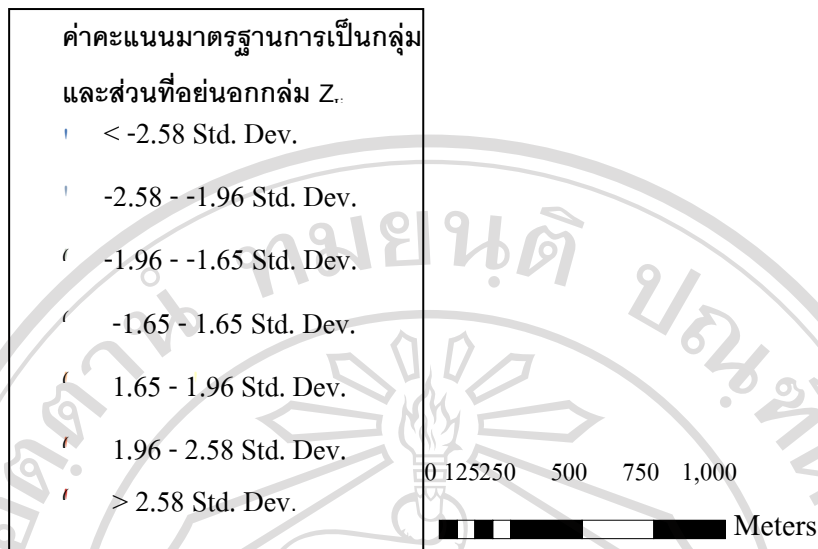 ค่าคะแนนมาตรฐานการเป็นกลุ่ม
และส่วนที่อย่นอกกล่ม Z
< -2.58 Std. Dev.
-2.58 - -1.96 Std. Dev.
-1.96 - -1.65 Std. Dev.
-1.65 - 1.65 Std. Dev.
1.65 - 1.96 Std. Dev.
1.96 - 2.58 Std. Dev.
> 2.58 Std. Dev.
0 125250 500 750 1,000
Meters